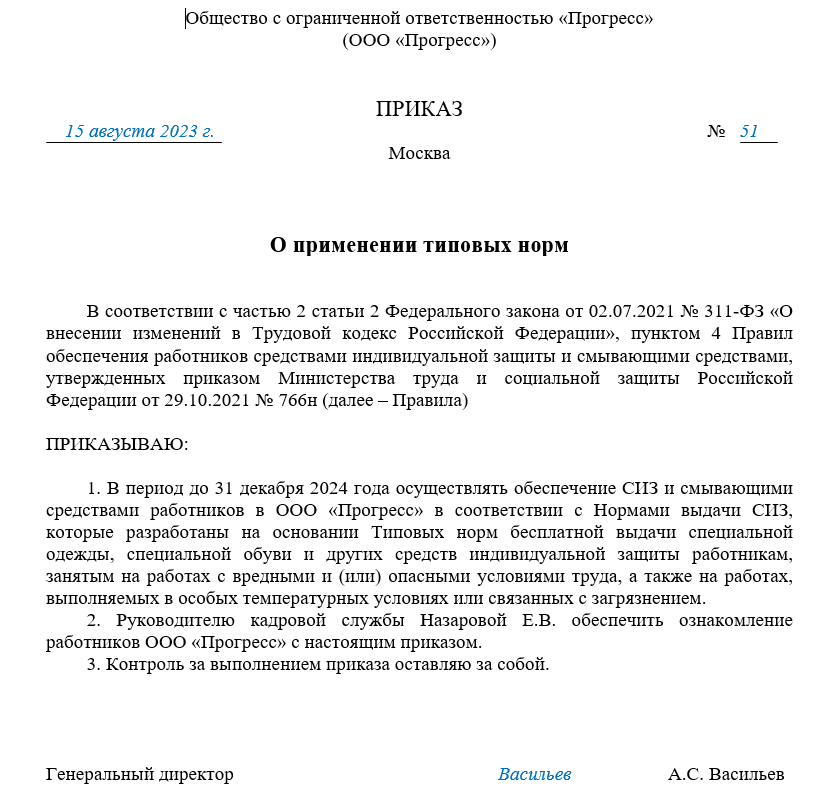 Общество с ограниченной ответственностью «Прогресс»
(ООО «Прогресс»)
ПРИКАЗ
15 августа 2023 г. № 51
Москва
О применении типовых норм
В соответствии с частью 2 статьи 2 Федерального закона от 02.07.2021 № 311-ФЗ «О
внесении изменений в Трудовой кодекс Российской Федерации», пунктом 4 Правил
обеспечения работников средствами индивидуальной защиты и смывающими средствами,
утвержденных приказом Министерства труда и социальной защиты Российской
Федерации от 29.10.2021 № 766н (далее – Правила)
ПРИКАЗЫВАЮ:
1. В период до 31 декабря 2024 года осуществлять обеспечение СИЗ и смывающими
средствами работников в ООО «Прогресс» в соответствии с Нормами выдачи СИЗ,
которые разработаны на основании Типовых норм бесплатной выдачи специальной
одежды, специальной обуви и других средств индивидуальной защиты работникам,
занятым на работах с вредными и (или) опасными условиями труда, а также на работах,
выполняемых в особых температурных условиях или связанных с загрязнением.
2. Руководителю кадровой службы Назаровой Е.В. обеспечить ознакомление
работников ООО «Прогресс» с настоящим приказом.
3. Контроль за выполнением приказа оставляю за собой.
Генеральный директор Васильев А.С. Васильев